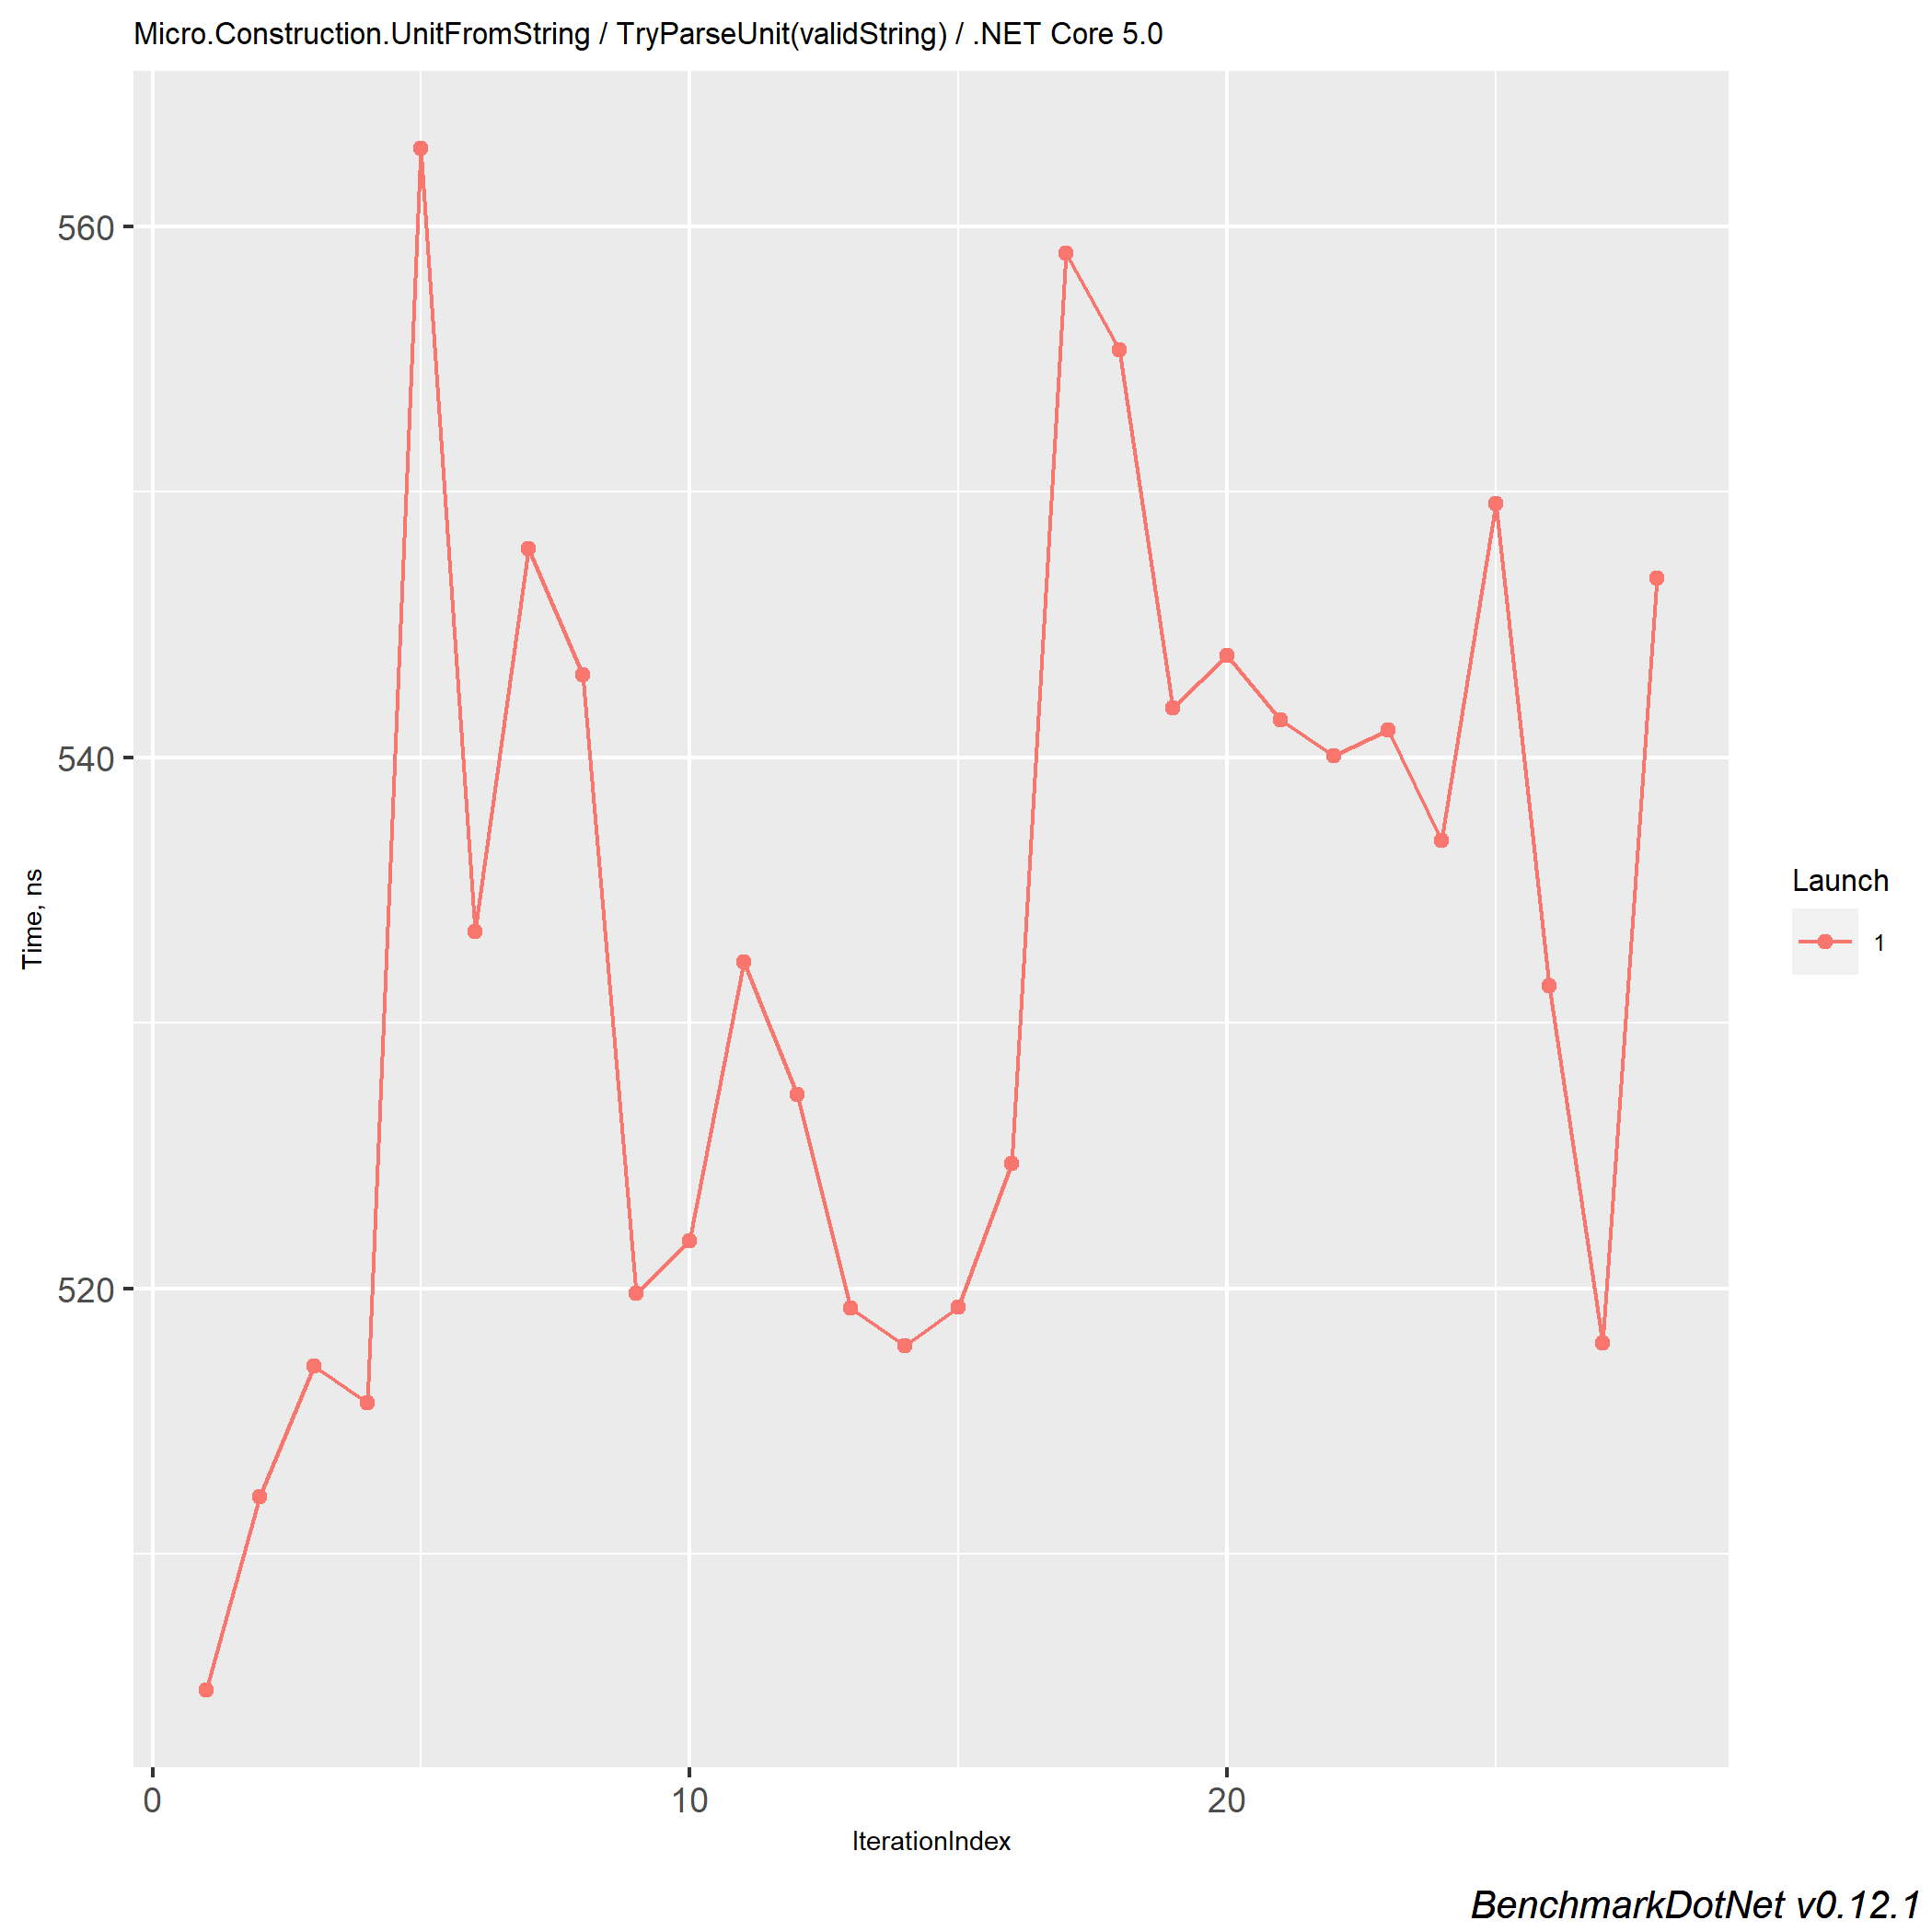 Micro.Construction.UnitFromString / TryParseUnit(validString) / .NET Core 5.0
560
540
520
Time, ns
0 10 20
IterationIndex
Launch
1
BenchmarkDotNet v0.12.1